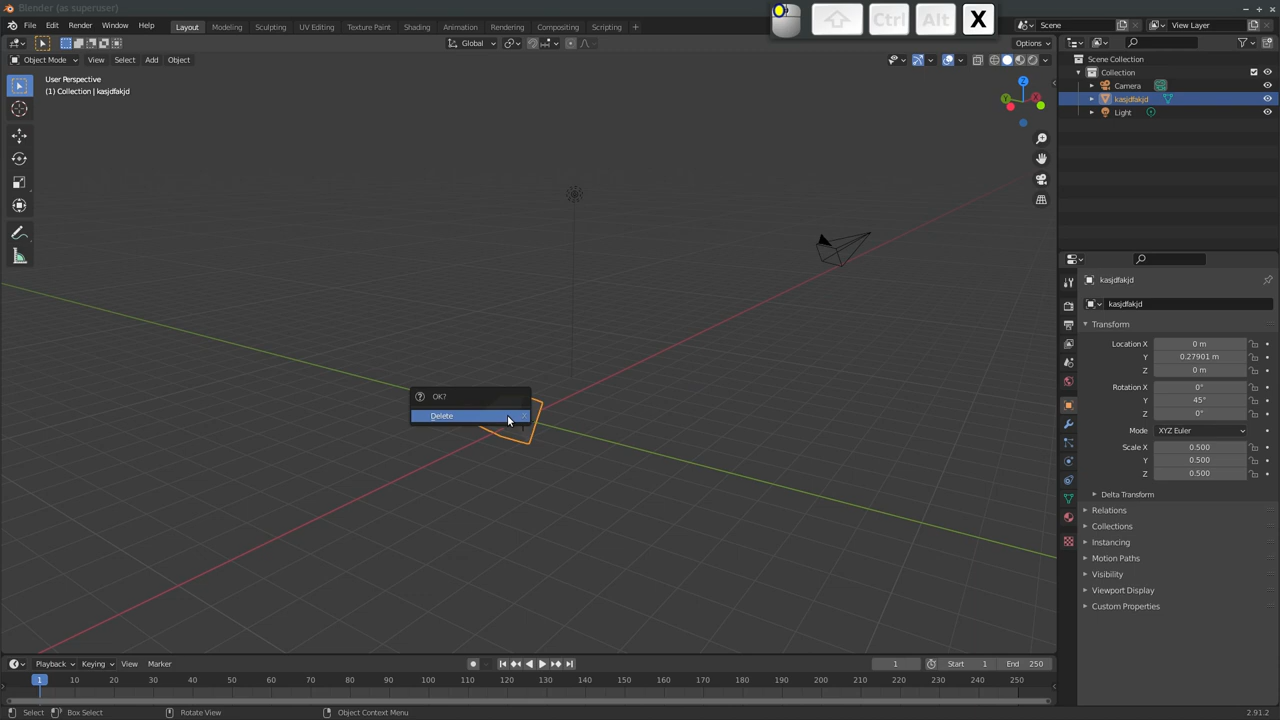 Blender (as superuser)
File Edit Render Window Help
Layout Modeling Sculpting UV Editing Texture Paint Shading Animation Rendering Compositing Scripting +
Ctrl Alt X
Scene
View Layer
Global
Options
Object Mode View Select Add Object
User Perspective
(1) Collection | kasjdfakjd
Z
Y
X
Scene Collection
Collection
Camera
kasjdfakjd
Light
OK?
Delete X
kasjdfakjd
kasjdfakjd
Transform
Location X 0 m
Y 0.27901 m
Z 0 m
Rotation X 0°
Y 45°
Z 0°
Mode XYZ Euler
Scale X 0.500
Y 0.500
Z 0.500
Delta Transform
Relations
Collections
Instancing
Motion Paths
Visibility
Viewport Display
Custom Properties
Playback Keying View Marker
1 Start 1 End 250
1 10 20 30 40 50 60 70 80 90 100 110 120 130 140 150 160 170 180 190 200 210 220 230 240 250
Select Box Select Rotate View Object Context Menu 2.91.2